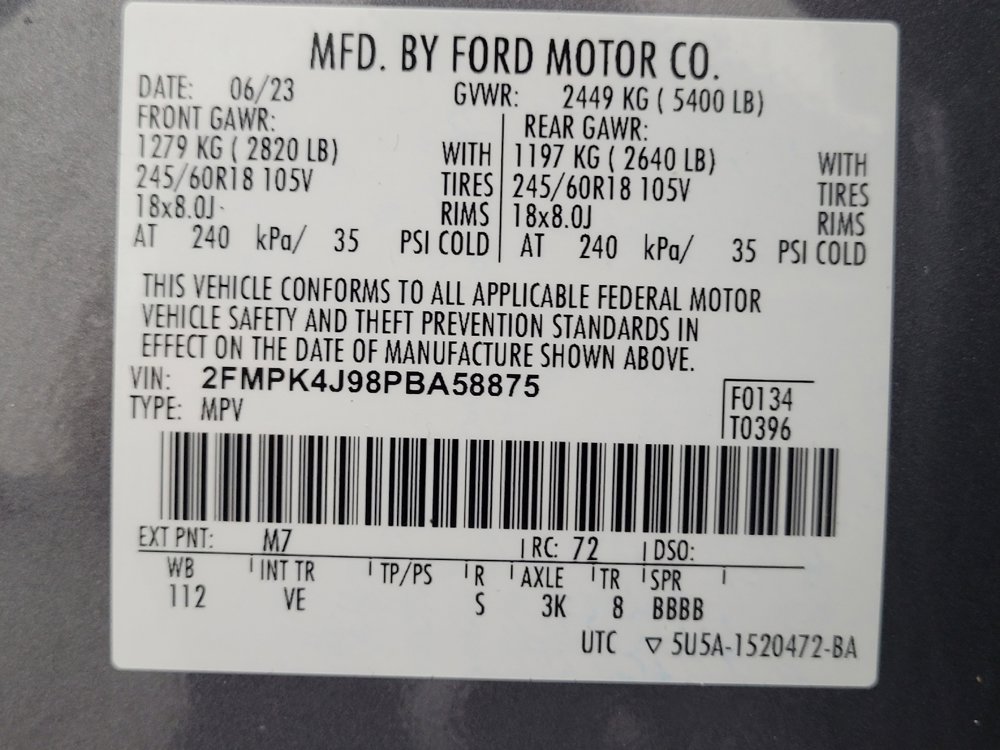 MFD. BY FORD MOTOR CO.
DATE: 06/23 GVWR: 2449 KG ( 5400 LB)
FRONT GAWR: REAR GAWR:
1279 KG ( 2820 LB) WITH 1197 KG ( 2640 LB) WITH
245/60R18 105V TIRES 245/60R18 105V TIRES
18x8.0J RIMS 18x8.0J RIMS
AT 240 kPa/ 35 PSI COLD AT 240 kPa/ 35 PSI COLD
THIS VEHICLE CONFORMS TO ALL APPLICABLE FEDERAL MOTOR
VEHICLE SAFETY AND THEFT PREVENTION STANDARDS IN
EFFECT ON THE DATE OF MANUFACTURE SHOWN ABOVE.
VIN: 2FMPK4J98PBA58875
F0134
TYPE: MPV
T0396
EXT PNT: M7 RC: 72 DSO:
WB INT TR TP/PS R AXLE TR SPR
112 VE S 3K 8 BBBB
UTC ▽ 5U5A-1520472-BA